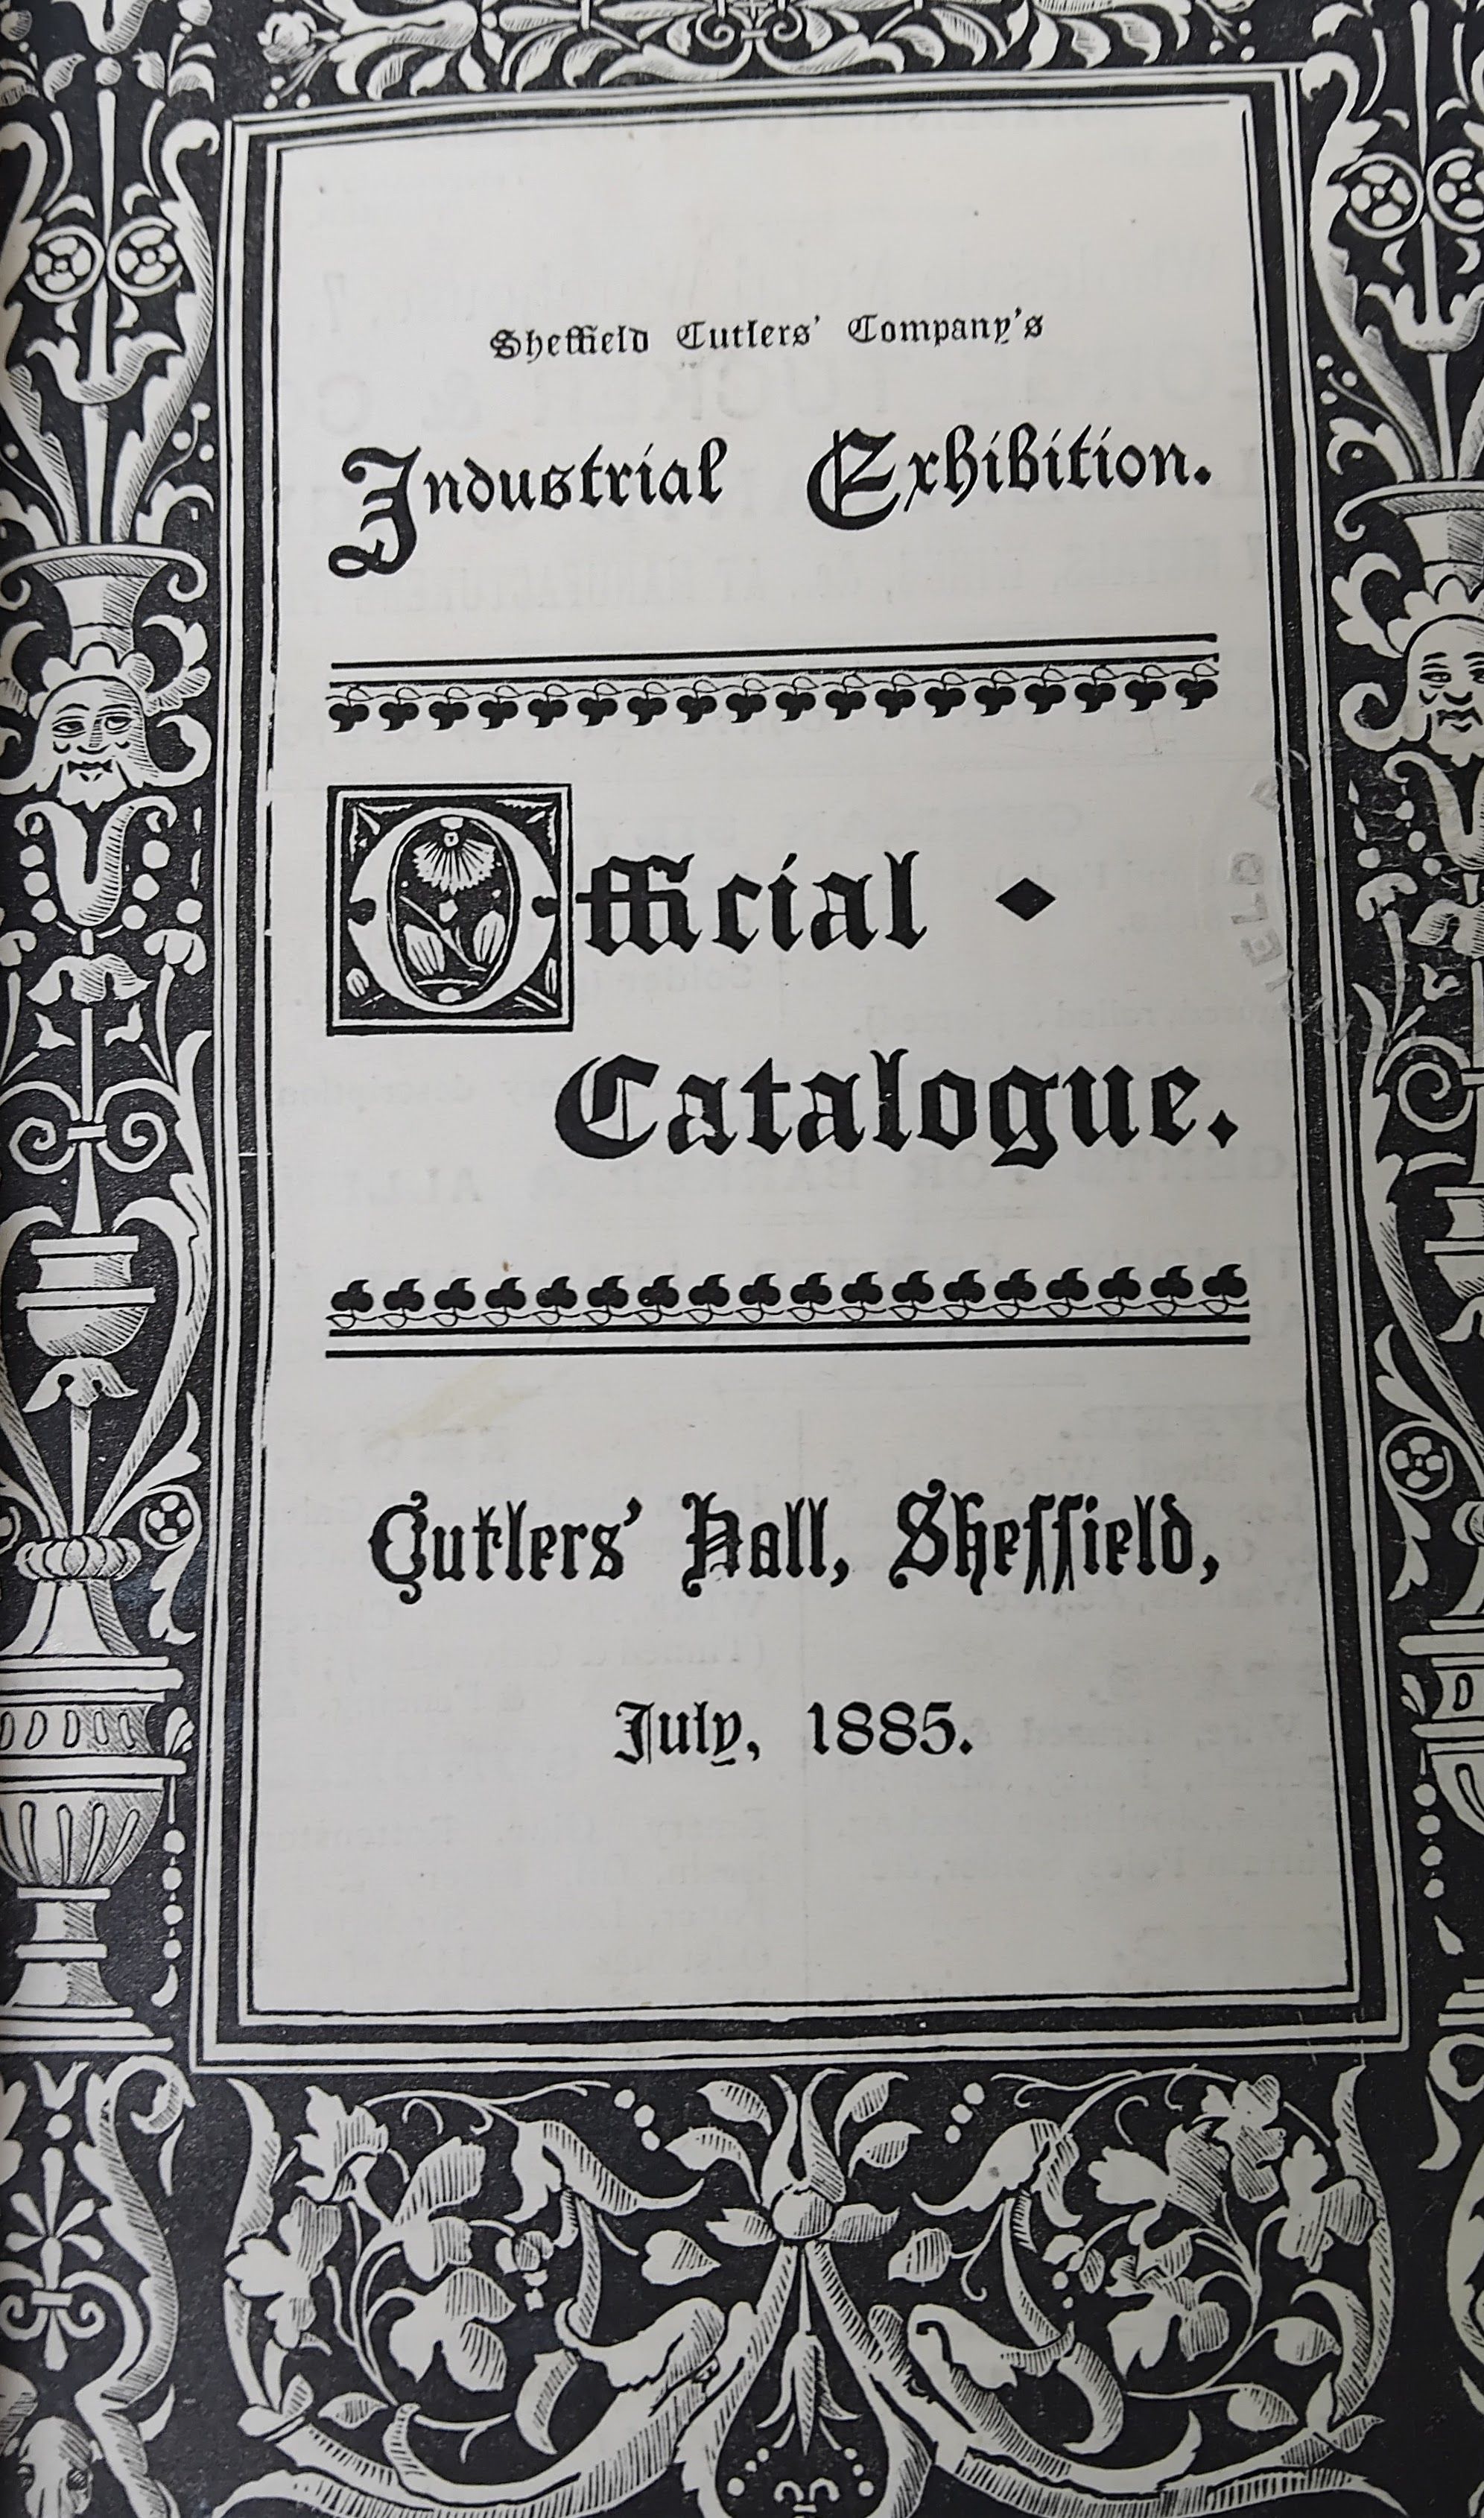 Sheffield Cutlers' Company's
Industrial Exhibition.
Official
Catalogue.
Cutlers' Hall, Sheffield,
July, 1885.